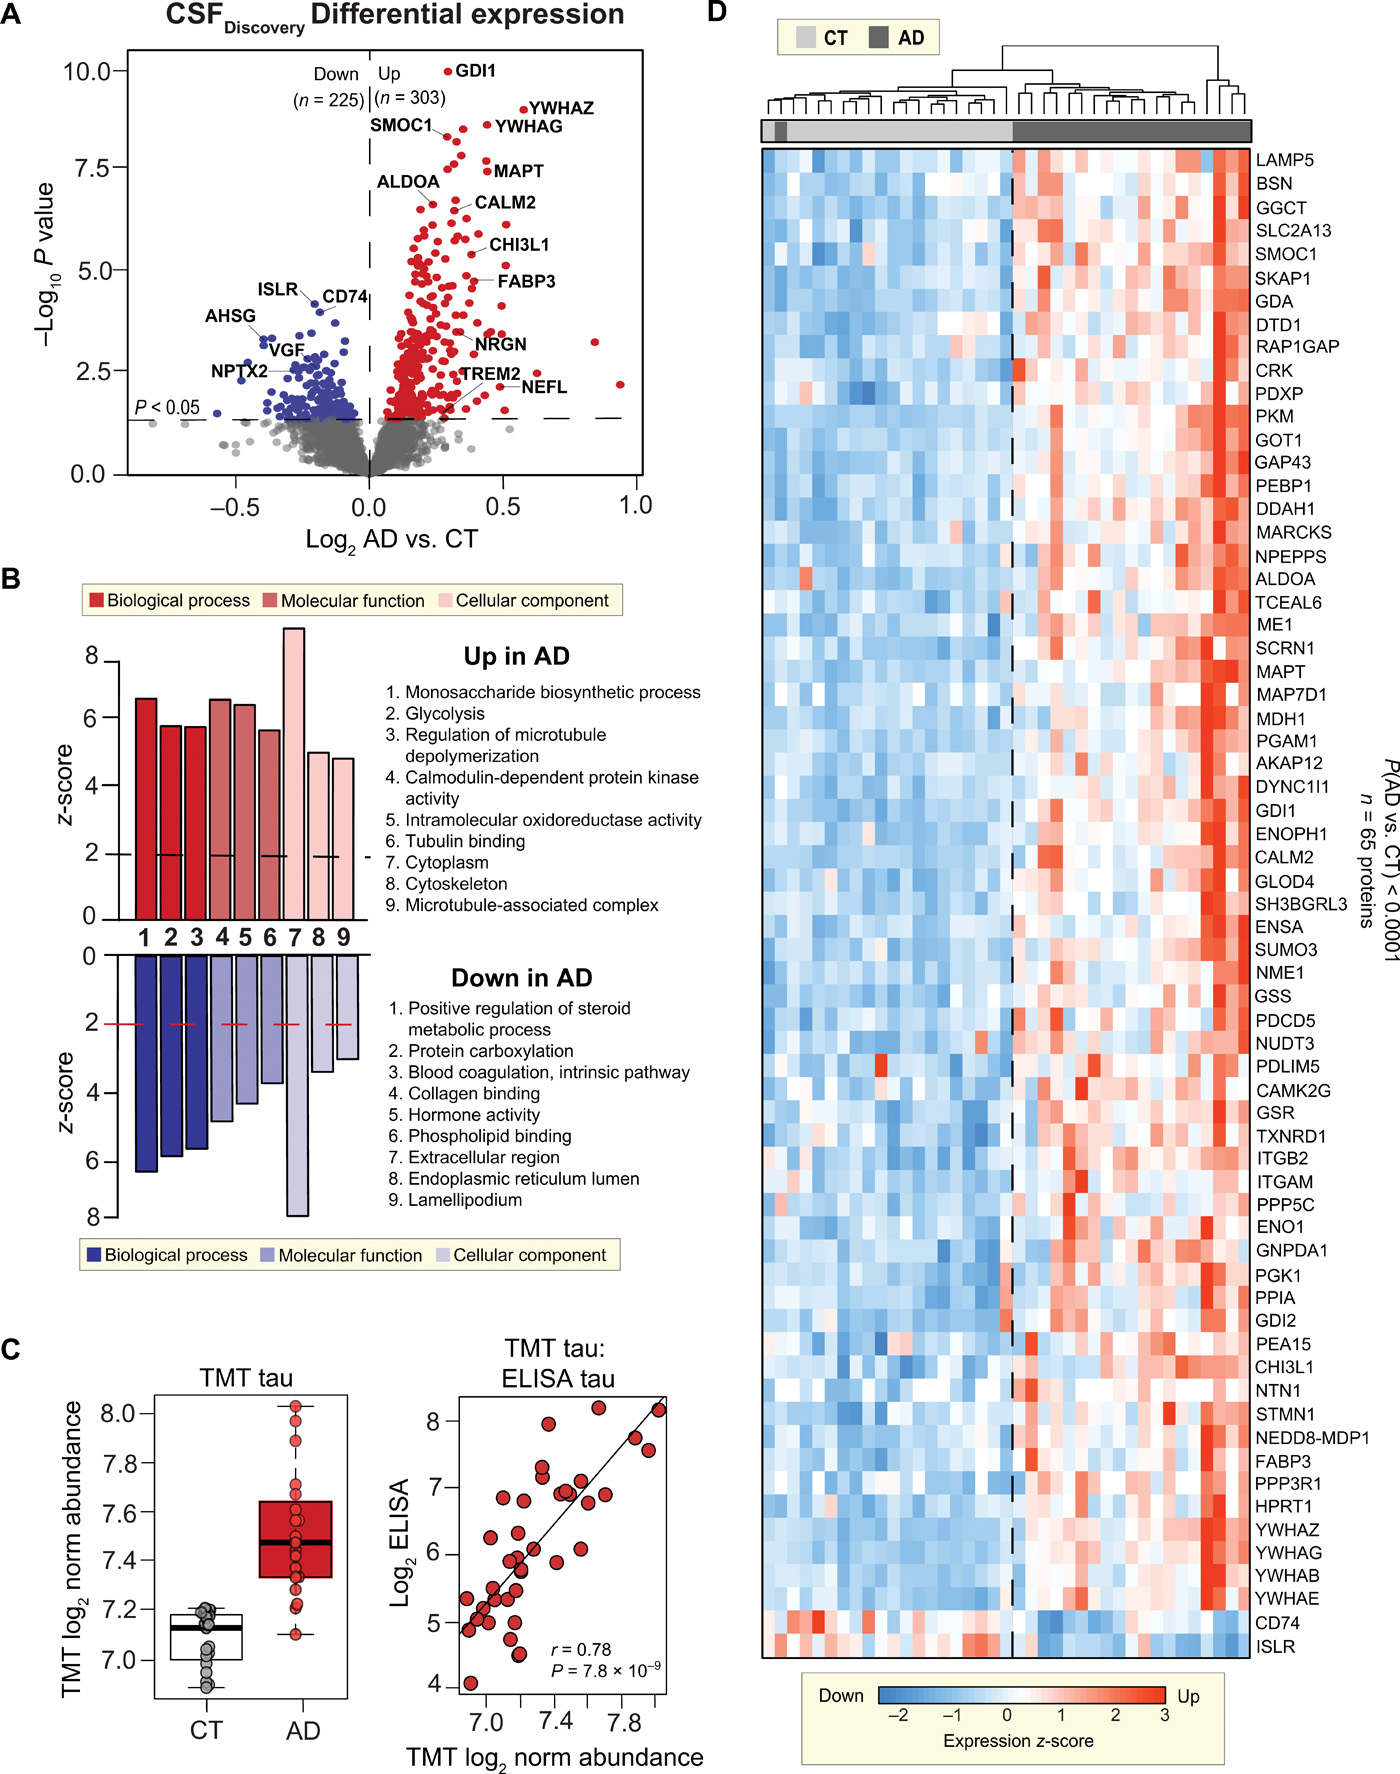 A
CSF Discovery Differential expression
Down
(n = 225)
Up
(n = 303)
GDI1
YWHAZ
SMOC1
YWHAG
MAPT
ALDOA
CALM2
CHI3L1
ISLR
CD74
FABP3
AHSG
VGF
NRGN
NPTX2
TREM2
NEFL
P < 0.05
10.0
7.5
5.0
2.5
0.0
–Log10 P value
–0.5
0.0
0.5
1.0
Log2 AD vs. CT
B
Biological process
Molecular function
Cellular component
Up in AD
1. Monosaccharide biosynthetic process
2. Glycolysis
3. Regulation of microtubule
depolymerization
4. Calmodulin-dependent protein kinase
activity
5. Intramolecular oxidoreductase activity
6. Tubulin binding
7. Cytoplasm
8. Cytoskeleton
9. Microtubule-associated complex
8
6
4
2
0
z-score
1 2 3 4 5 6 7 8 9
0
2
4
6
8
z-score
Down in AD
1. Positive regulation of steroid
metabolic process
2. Protein carboxylation
3. Blood coagulation, intrinsic pathway
4. Collagen binding
5. Hormone activity
6. Phospholipid binding
7. Extracellular region
8. Endoplasmic reticulum lumen
9. Lamellipodium
Biological process
Molecular function
Cellular component
C
TMT tau
8.0
7.8
7.6
7.4
7.2
7.0
TMT log2 norm abundance
CT
AD
TMT tau:
ELISA tau
8
7
6
5
4
Log2 ELISA
r = 0.78
P = 7.8 × 10–9
7.0
7.4
7.8
TMT log2 norm abundance
D
CT
AD
LAMP5
BSN
GGCT
SLC2A13
SMOC1
SKAP1
GDA
DTD1
RAP1GAP
CRK
PDXP
PKM
GOT1
GAP43
PEBP1
DDAH1
MARCKS
NPEPPS
ALDOA
TCEAL6
ME1
SCRN1
MAPT
MAP7D1
MDH1
PGAM1
AKAP12
DYNC1I1
GDI1
ENOPH1
CALM2
GLOD4
SH3BGRL3
ENSA
SUMO3
NME1
GSS
PDCD5
NUDT3
PDLIM5
CAMK2G
GSR
TXNRD1
ITGB2
ITGAM
PPP5C
ENO1
GNPDA1
PGK1
PPIA
GDI2
PEA15
CHI3L1
NTN1
STMN1
NEDD8-MDP1
FABP3
PPP3R1
HPRT1
YWHAZ
YWHAG
YWHAB
YWHAE
CD74
ISLR
P(AD vs. CT) < 0.0001
n = 65 proteins
Down
Up
–2
–1
0
1
2
3
Expression z-score